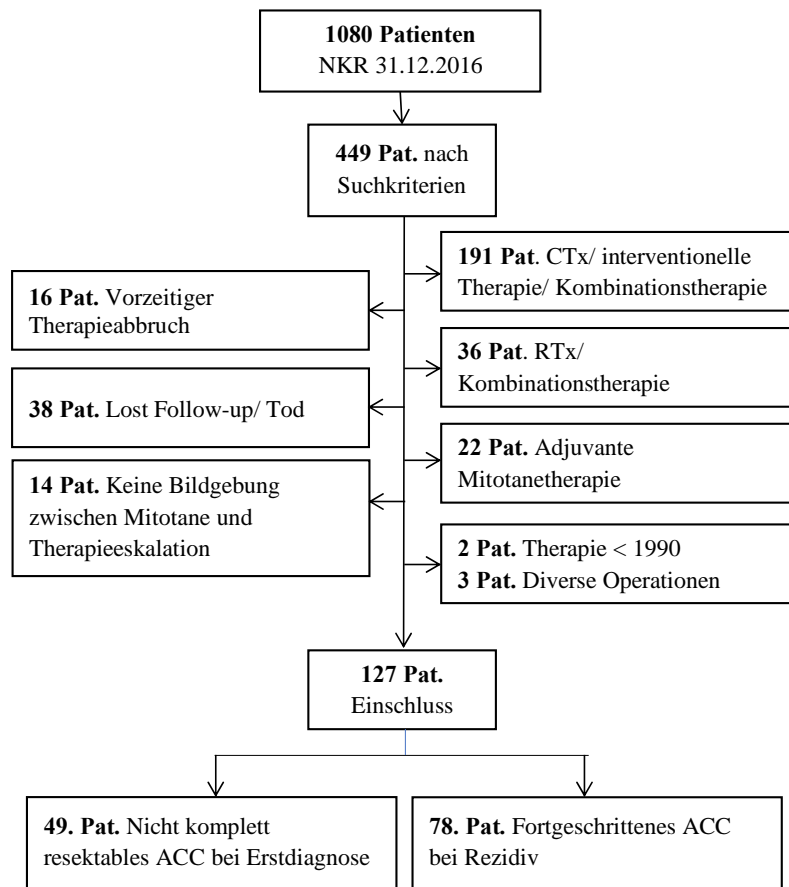 1080 Patienten
NKR 31.12.2016
449 Pat. nach
Suchkriterien
191 Pat. CTx/ interventionelle
Therapie/ Kombinationstherapie
16 Pat. Vorzeitiger
Therapieabbruch
36 Pat. RTx/
Kombinationstherapie
38 Pat. Lost Follow-up/ Tod
22 Pat. Adjuvante
Mitotanetherapie
14 Pat. Keine Bildgebung
zwischen Mitotane und
Therapieeskalation
2 Pat. Therapie < 1990
3 Pat. Diverse Operationen
127 Pat.
Einschluss
49. Pat. Nicht komplett
resektables ACC bei Erstdiagnose
78. Pat. Fortgeschrittenes ACC
bei Rezidiv